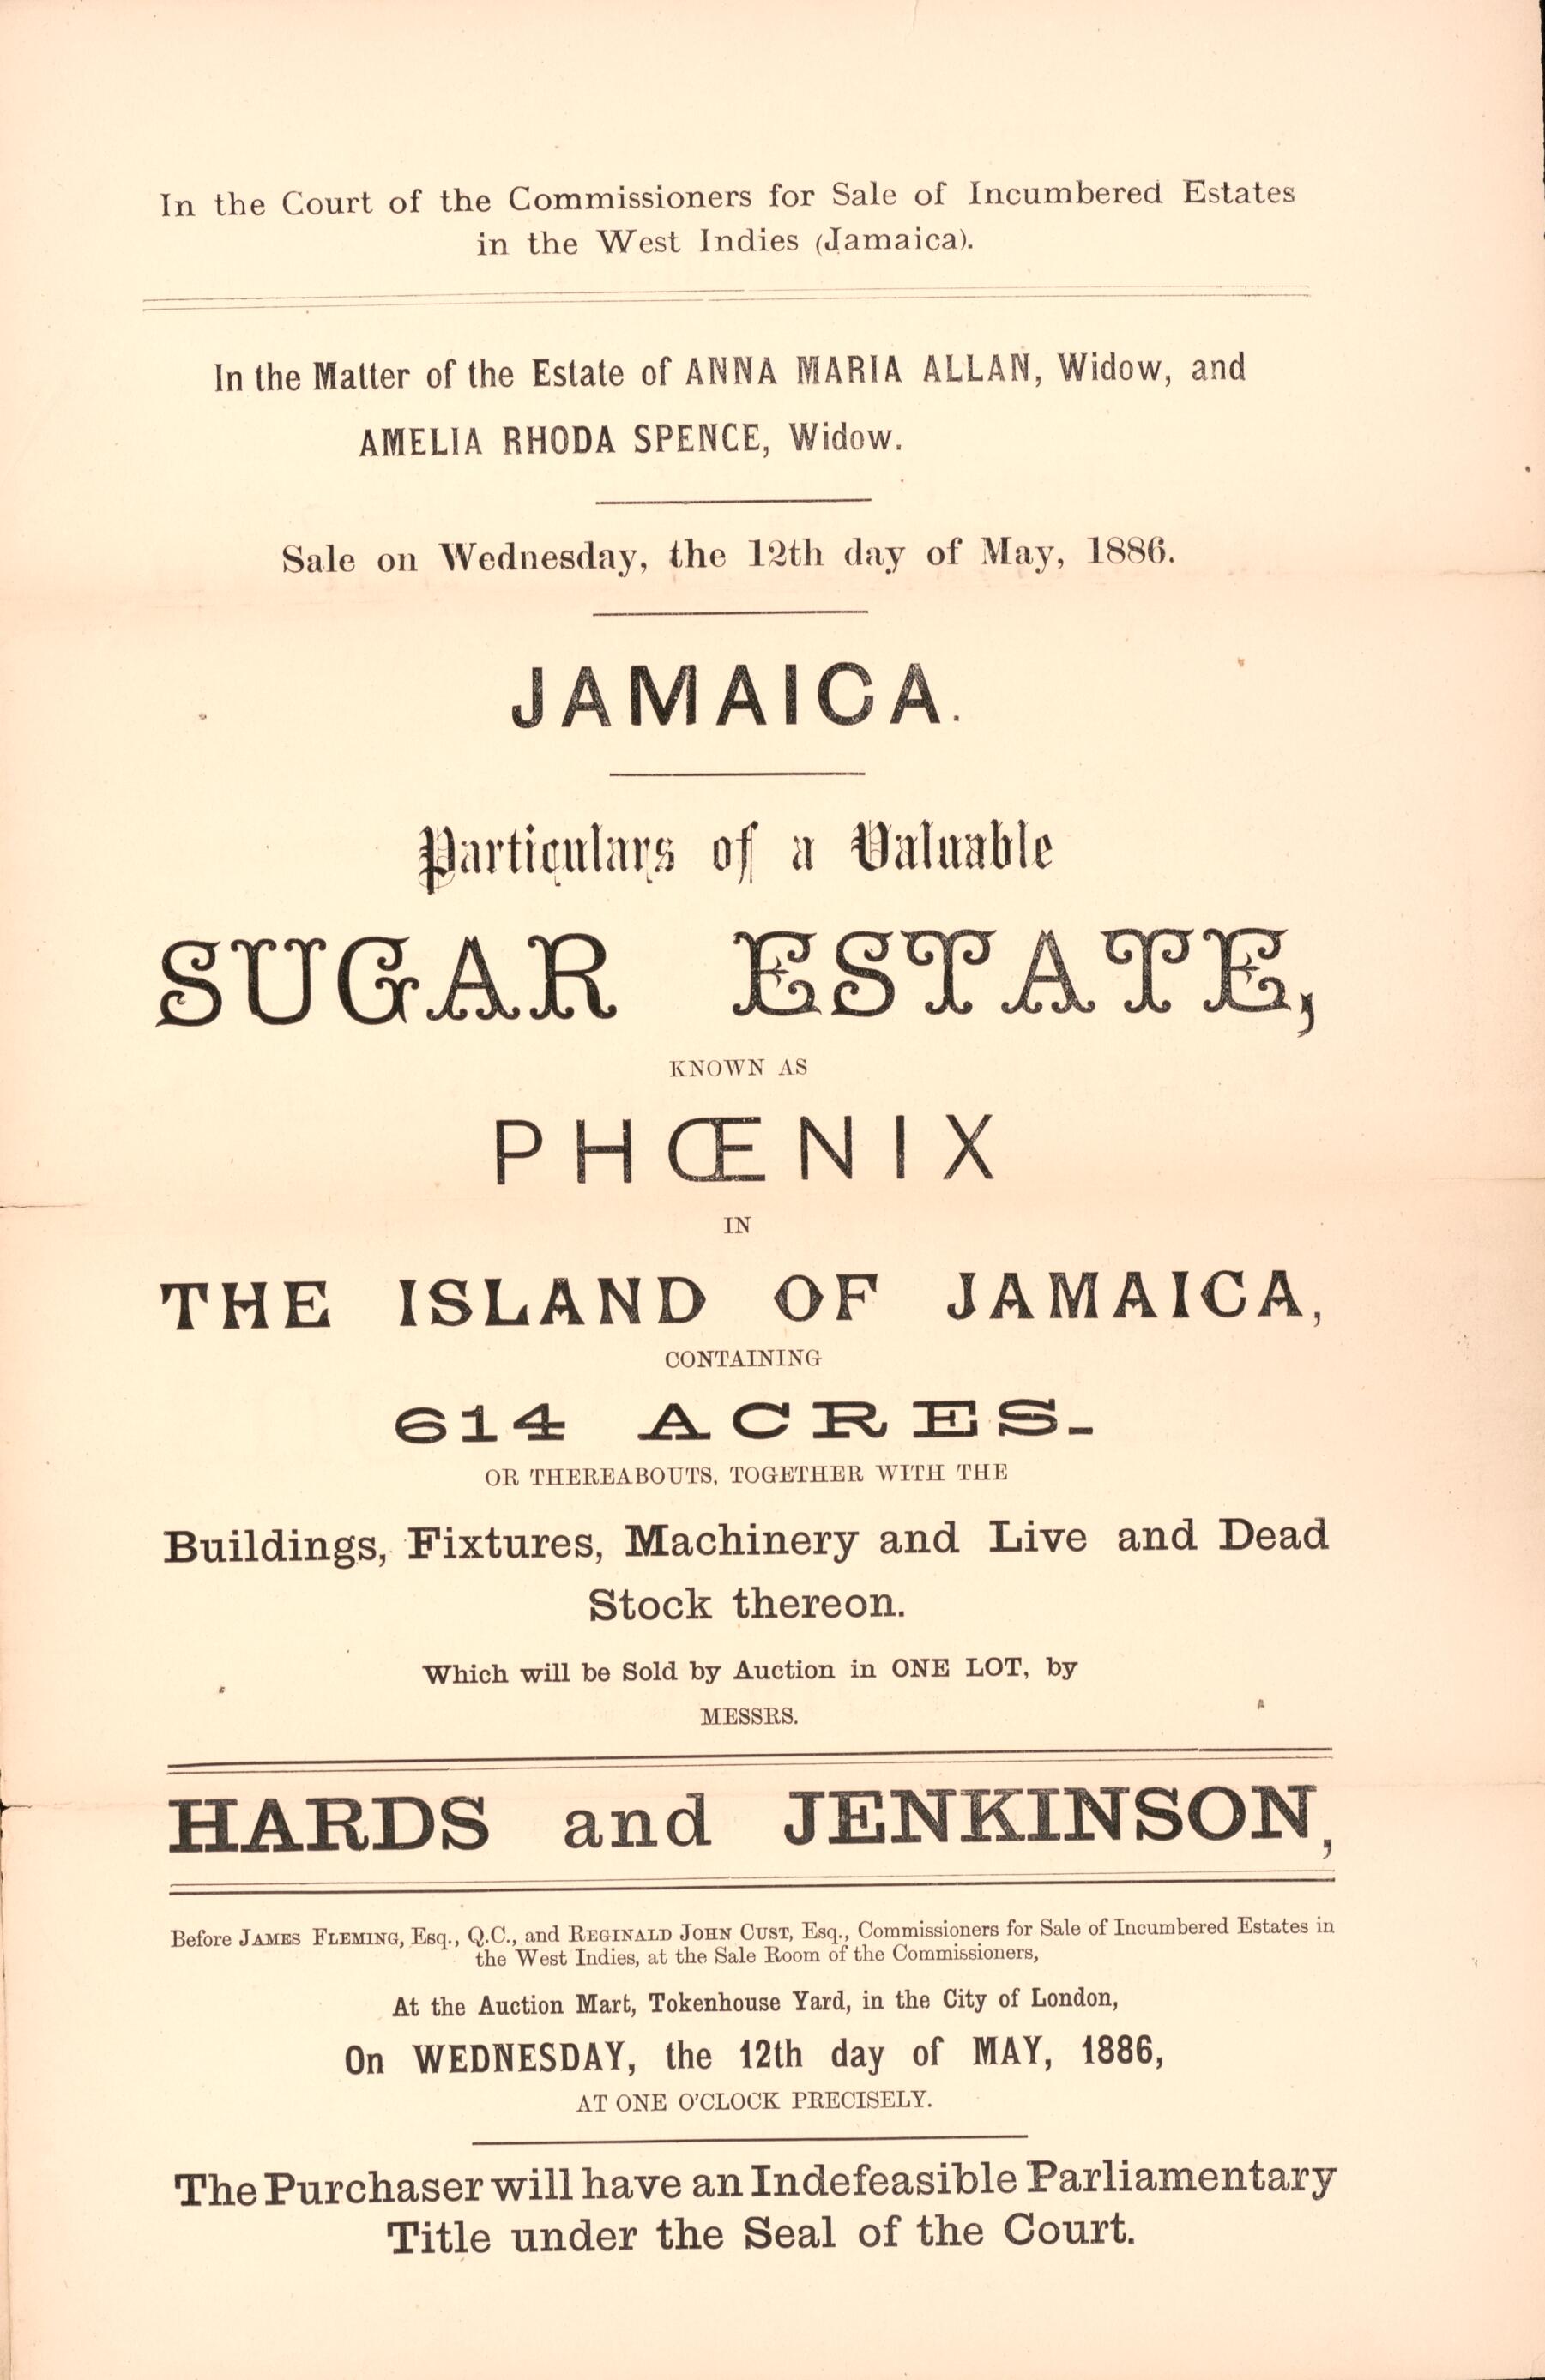 In the Court of the Commissioners for Sale of Incumbered Estates
in the West Indies (Jamaica).
In the Matter of the Estate of ANNA MARIA ALLAN, Widow, and
AMELIA RHODA SPENCE, Widow.
Sale on Wednesday, the 12th day of May, 1886.
JAMAICA.
Particulars of a Valuable
SUGAR ESTATE,
KNOWN AS
PHŒNIX
IN
THE ISLAND OF JAMAICA,
CONTAINING
614 ACRES-
OR THEREABOUTS, TOGETHER WITH THE
Buildings, Fixtures, Machinery and Live and Dead
Stock thereon.
Which will be Sold by Auction in ONE LOT, by
MESSRS.
HARDS and JENKINSON,
Before JAMES FLEMING, Esq., Q.C., and REGINALD JOHN CUST, Esq., Commissioners for Sale of Incumbered Estates in
the West Indies, at the Sale Room of the Commissioners,
At the Auction Mart, Tokenhouse Yard, in the City of London,
On WEDNESDAY, the 12th day of MAY, 1886,
AT ONE O'CLOCK PRECISELY.
The Purchaser will have an Indefeasible Parliamentary
Title under the Seal of the Court.